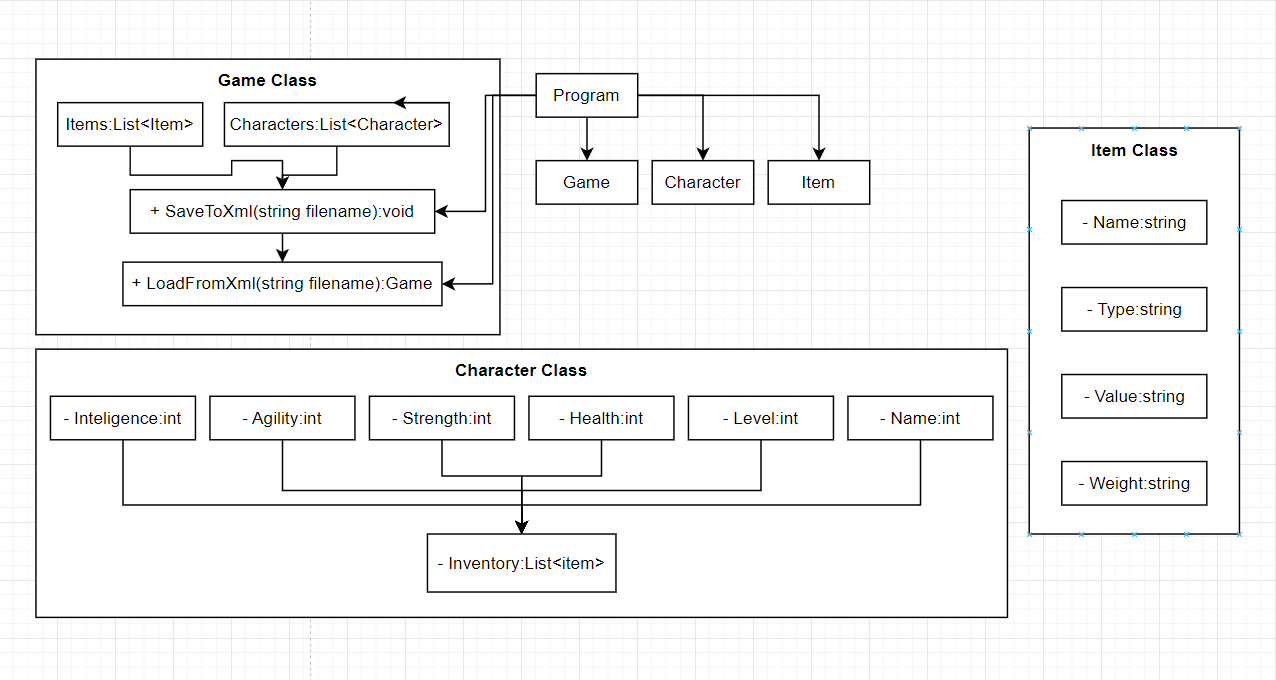 Game Class
Items:List<Item>
Characters:List<Character>
+ SaveToXml(string filename):void
+ LoadFromXml(string filename):Game
Program
Game
Character
Item
Item Class
- Name:string
- Type:string
- Value:string
- Weight:string
Character Class
- Inteligence:int
- Agility:int
- Strength:int
- Health:int
- Level:int
- Name:int
- Inventory:List<item>